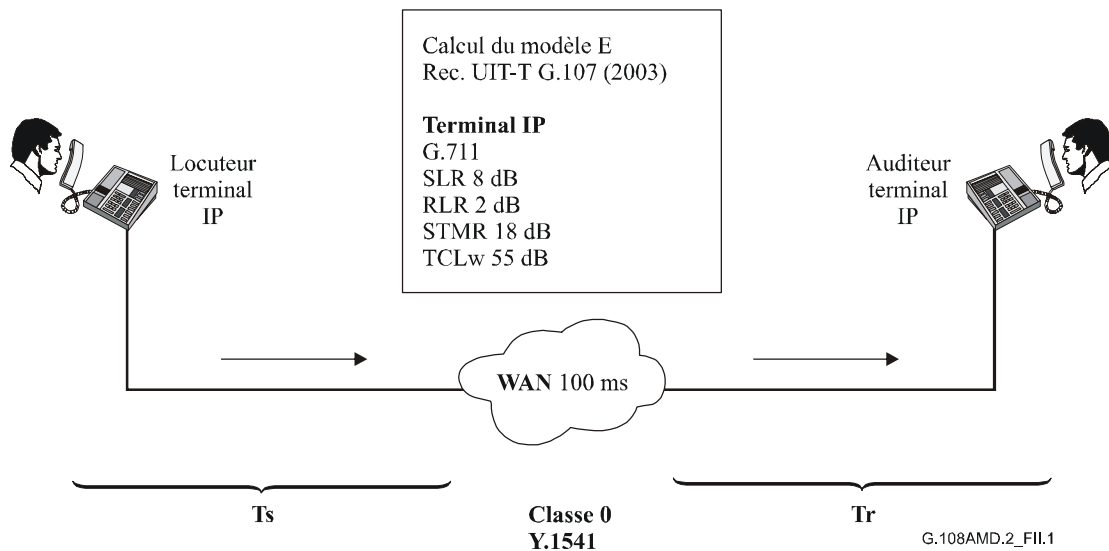 Calcul du modèle E
Rec. UIT-T G.107 (2003)
Terminal IP
G.711
SLR 8 dB
RLR 2 dB
STMR 18 dB
TCLw 55 dB
Locuteur
terminal
IP
Auditeur
terminal
IP
WAN 100 ms
Ts
Classe 0
Y.1541
Tr
G.108AMD.2_FII.1